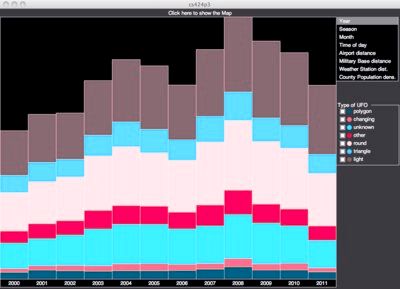 cs424p3
Click here to show the Map
Year
Season
Month
Time of day
Airport distance
Military Base distance
Weather Station dist.
County Population dens.
Type of UFO
polygon
changing
unknown
other
round
triangle
light
2000 2001 2002 2003 2004 2005 2006 2007 2008 2009 2010 2011